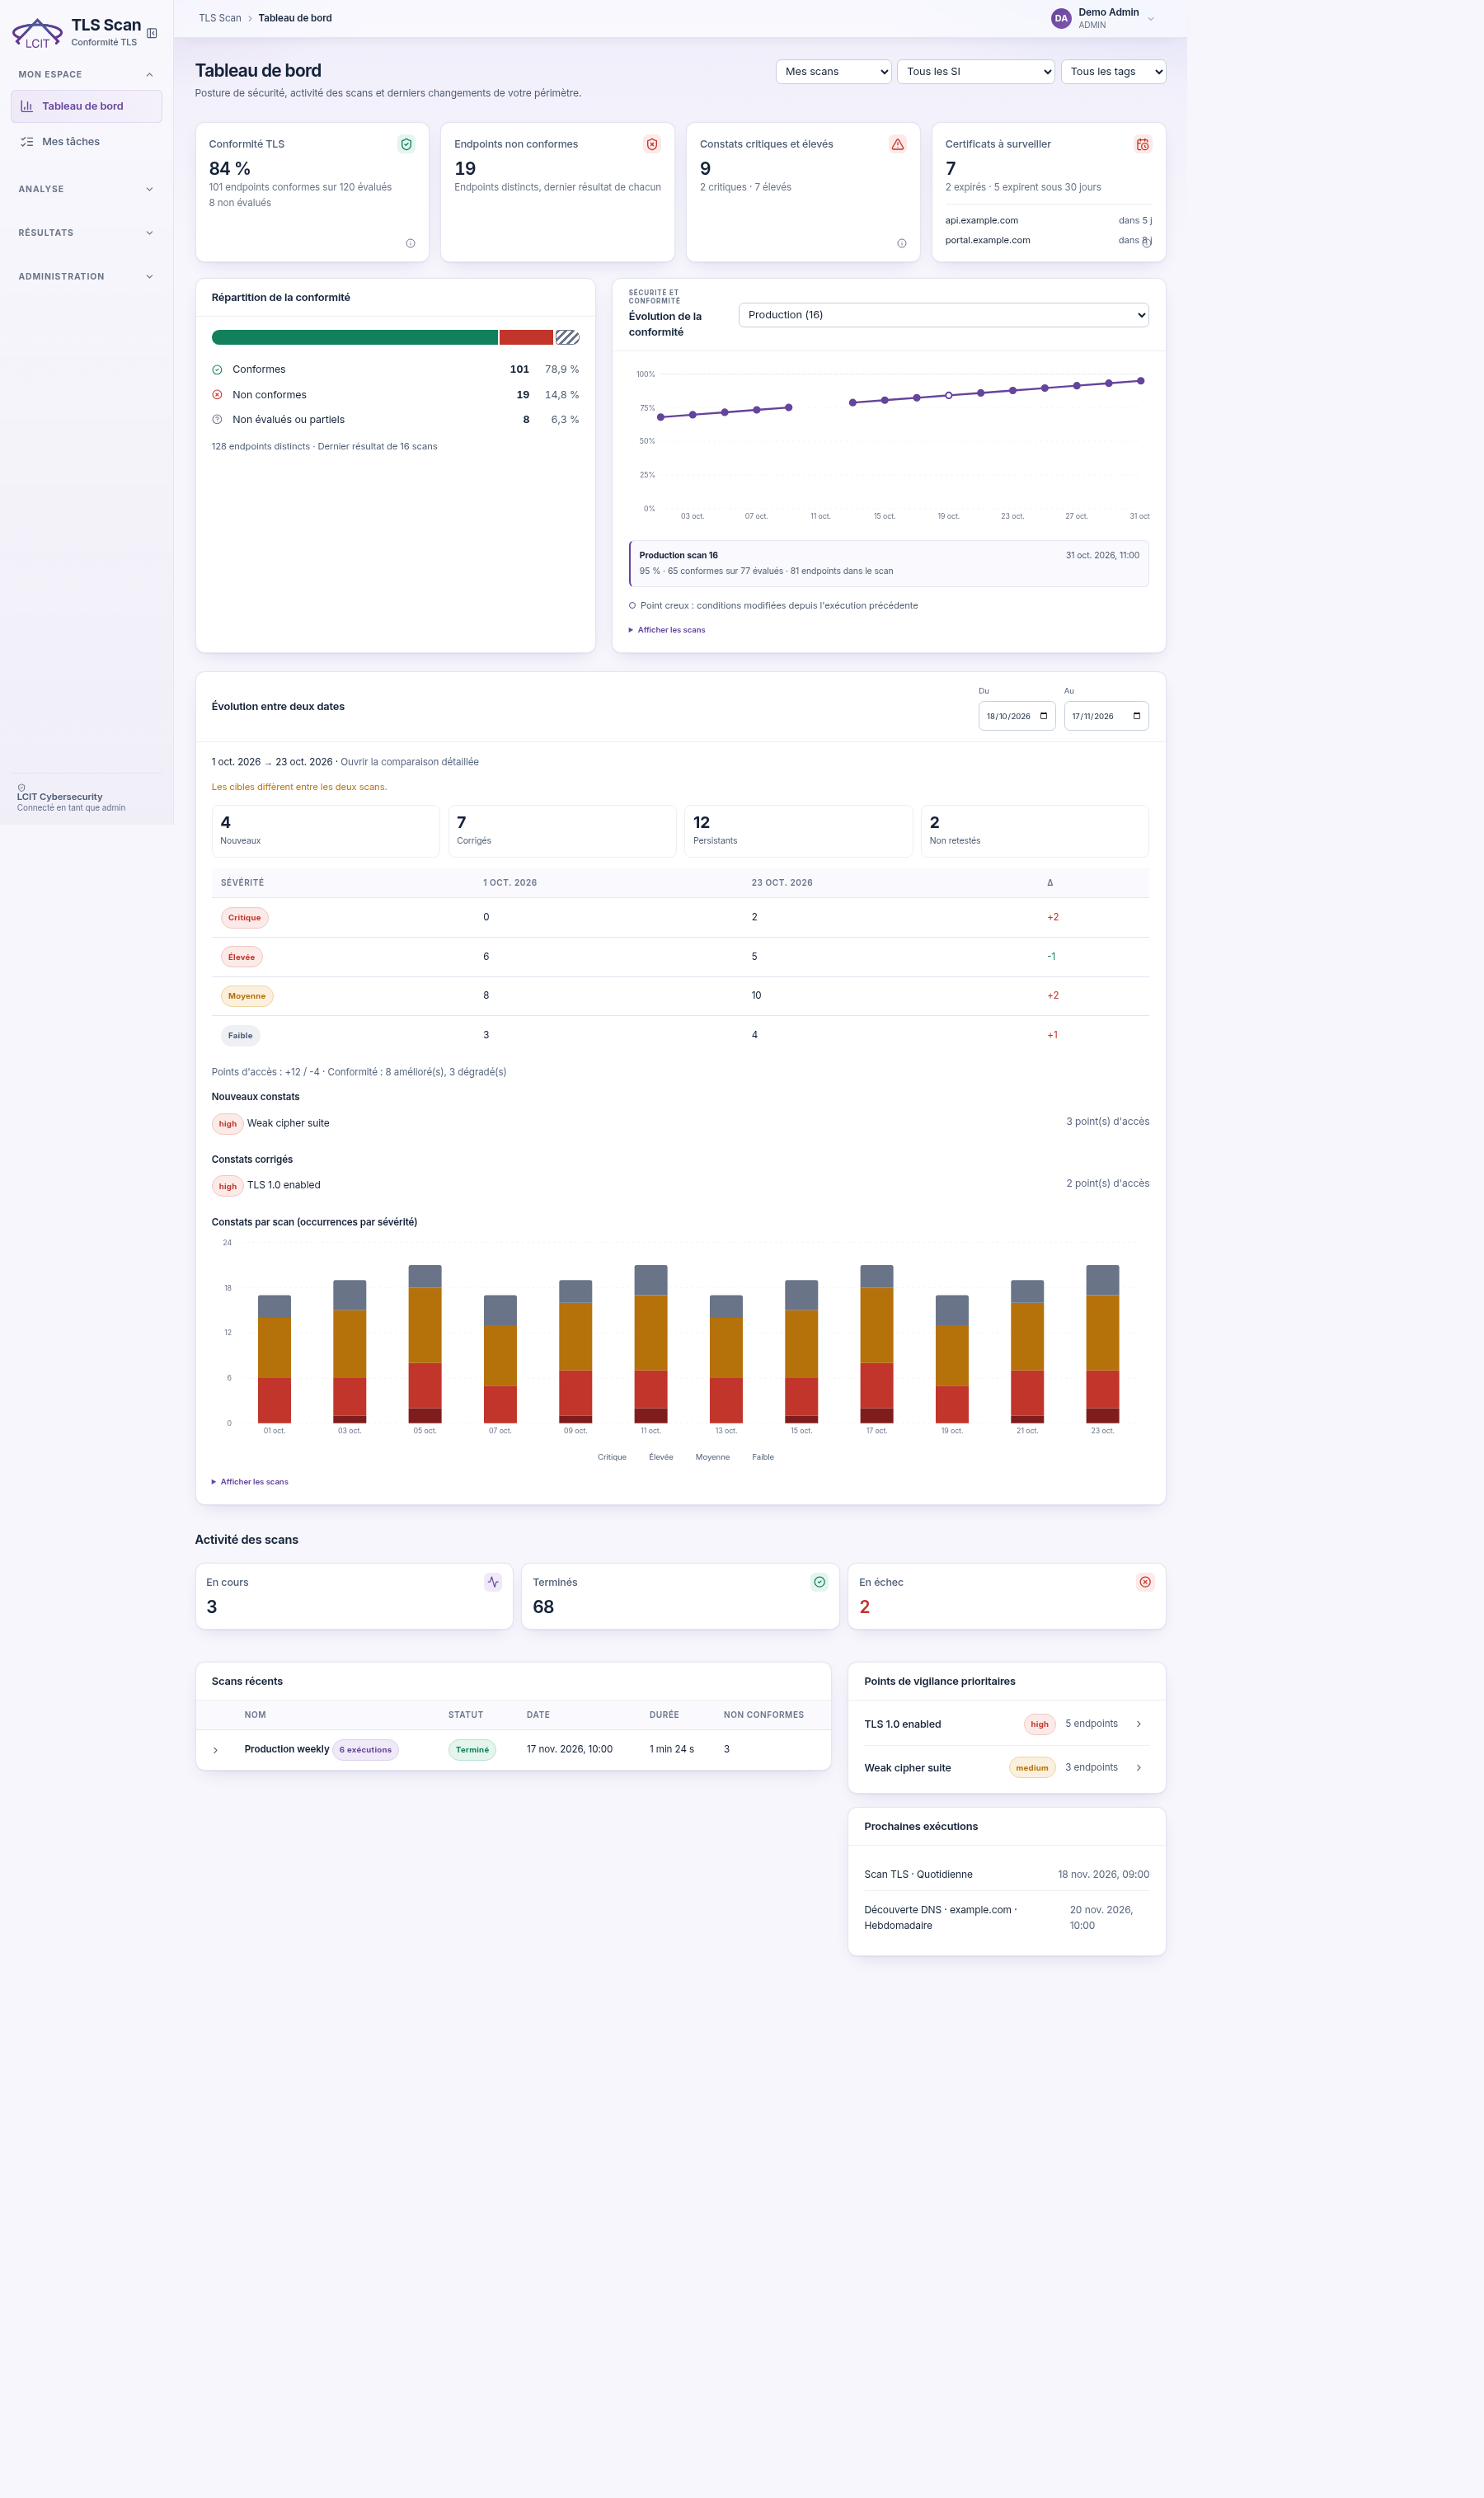 TLS Scan
Conformité TLS
LCIT
MON ESPACE
Tableau de bord
Mes tâches
ANALYSE
RÉSULTATS
ADMINISTRATION
LCIT Cybersecurity
Connecté en tant que admin
TLS Scan > Tableau de bord
DA
Demo Admin
ADMIN
Tableau de bord
Posture de sécurité, activité des scans et derniers changements de votre périmètre.
Mes scans
Tous les SI
Tous les tags
Conformité TLS
84 %
101 endpoints conformes sur 120 évalués
8 non évalués
Endpoints non conformes
19
Endpoints distincts, dernier résultat de chacun
Constats critiques et élevés
9
2 critiques · 7 élevés
Certificats à surveiller
7
2 expirés · 5 expirent sous 30 jours
api.example.com dans 5 j
portal.example.com dans 8 j
Répartition de la conformité
Conformes 101 78,9 %
Non conformes 19 14,8 %
Non évalués ou partiels 8 6,3 %
128 endpoints distincts · Dernier résultat de 16 scans
SÉCURITÉ ET
CONFORMITÉ
Évolution de la
conformité
Production (16)
100%
75%
50%
25%
0%
03 oct. 07 oct. 11 oct. 15 oct. 19 oct. 23 oct. 27 oct. 31 oct
Production scan 16 31 oct. 2026, 11:00
95 % · 65 conformes sur 77 évalués · 81 endpoints dans le scan
Point creux : conditions modifiées depuis l'exécution précédente
Afficher les scans
Évolution entre deux dates
Du
18/10/2026
Au
17/11/2026
1 oct. 2026 → 23 oct. 2026 · Ouvrir la comparaison détaillée
Les cibles diffèrent entre les deux scans.
4
Nouveaux
7
Corrigés
12
Persistants
2
Non retestés
SÉVÉRITÉ 1 OCT. 2026 23 OCT. 2026 Δ
Critique 0 2 +2
Élevée 6 5 -1
Moyenne 8 10 +2
Faible 3 4 +1
Points d'accès : +12 / -4 · Conformité : 8 amélioré(s), 3 dégradé(s)
Nouveaux constats
high Weak cipher suite 3 point(s) d'accès
Constats corrigés
high TLS 1.0 enabled 2 point(s) d'accès
Constats par scan (occurrences par sévérité)
24
18
12
6
0
01 oct. 03 oct. 05 oct. 07 oct. 09 oct. 11 oct. 13 oct. 15 oct. 17 oct. 19 oct. 21 oct. 23 oct.
Critique Élevée Moyenne Faible
Afficher les scans
Activité des scans
En cours
3
Terminés
68
En échec
2
Scans récents
NOM STATUT DATE DURÉE NON CONFORMES
Production weekly 6 exécutions Terminé 17 nov. 2026, 10:00 1 min 24 s 3
Points de vigilance prioritaires
TLS 1.0 enabled high 5 endpoints
Weak cipher suite medium 3 endpoints
Prochaines exécutions
Scan TLS · Quotidienne 18 nov. 2026, 09:00
Découverte DNS · example.com · 20 nov. 2026,
Hebdomadaire 10:00